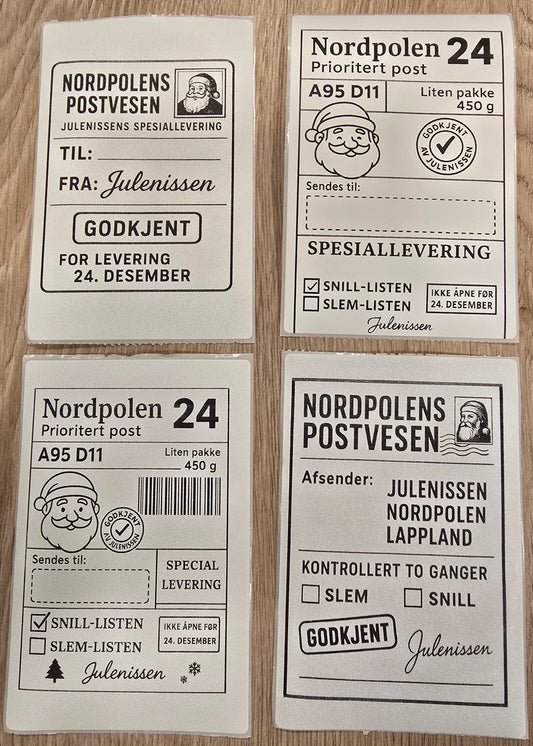 NORDPOLENS
POSTVESEN
JULENISSENS SPESIALLEVERING
TIL:
FRA: Julenissen
GODKJENT
FOR LEVERING
24. DESEMBER
Nordpolen 24
Prioritert post
A95 D11
Liten pakke
450 g
GODKJENT
AV JULENISSEN
Sendes til:
SPESIALLEVERING
SNILL-LISTEN
SLEM-LISTEN
IKKE ÅPNE FØR
24. DESEMBER
Julenissen
Nordpolen 24
Prioritert post
A95 D11
Liten pakke
450 g
GODKJENT
AV JULENISSEN
Sendes til:
SPECIAL
LEVERING
SNILL-LISTEN
SLEM-LISTEN
IKKE ÅPNE FØR
24. DESEMBER
Julenissen
NORDPOLENS
POSTVESEN
Afsender:
JULENISSEN
NORDPOLEN
LAPPLAND
KONTROLLERT TO GANGER
SLEM
SNILL
GODKJENT
Julenissen